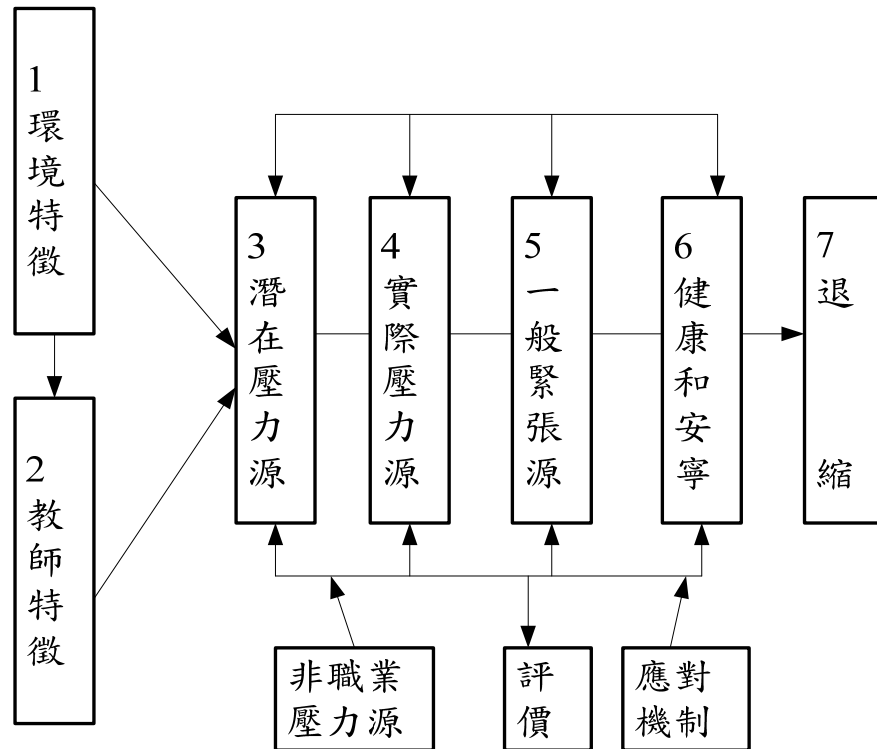 1
環境特徵
2
教師特徵
3
潛在壓力源
4
實際壓力源
5
一般緊張源
6
健康和安寧
7
退縮
非職業
壓力源
評
價
應對
機制